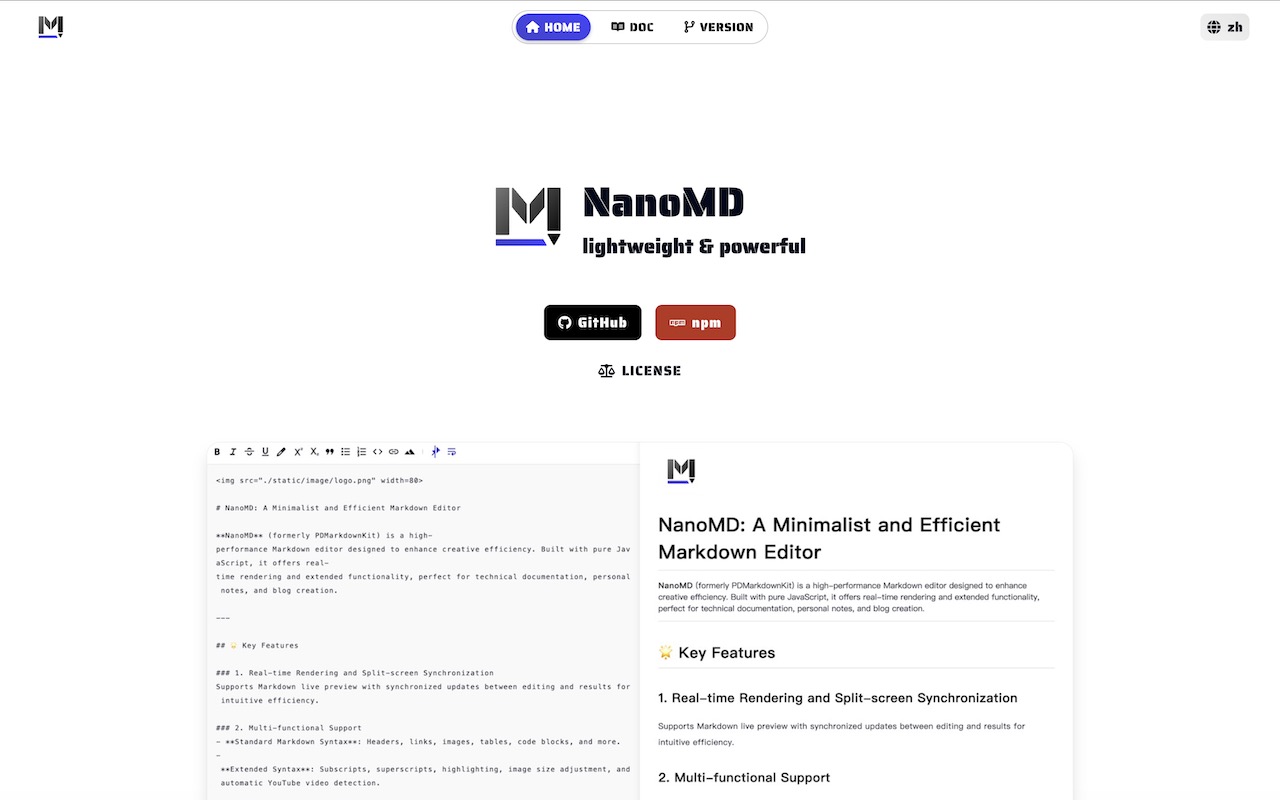 HOME
DOC
VERSION
zh
NanoMD
lightweight & powerful
GitHub
npm
LICENSE
<img src="./static/image/logo.png" width=80>
# NanoMD: A Minimalist and Efficient Markdown Editor
**NanoMD** (formerly PDMarkdownKit) is a high-
performance Markdown editor designed to enhance creative efficiency. Built with pure Jav
aScript, it offers real-
time rendering and extended functionality, perfect for technical documentation, personal
notes, and blog creation.
---
## 🌟 Key Features
### 1. Real-time Rendering and Split-screen Synchronization
Supports Markdown live preview with synchronized updates between editing and results for
intuitive efficiency.
### 2. Multi-functional Support
- **Standard Markdown Syntax**: Headers, links, images, tables, code blocks, and more.
-
**Extended Syntax**: Subscripts, superscripts, highlighting, image size adjustment, and
automatic YouTube video detection.
NanoMD: A Minimalist and Efficient
Markdown Editor
NanoMD (formerly PDMarkdownKit) is a high-performance Markdown editor designed to enhance
creative efficiency. Built with pure JavaScript, it offers real-time rendering and extended functionality,
perfect for technical documentation, personal notes, and blog creation.
🌟 Key Features
1. Real-time Rendering and Split-screen Synchronization
Supports Markdown live preview with synchronized updates between editing and results for
intuitive efficiency.
2. Multi-functional Support